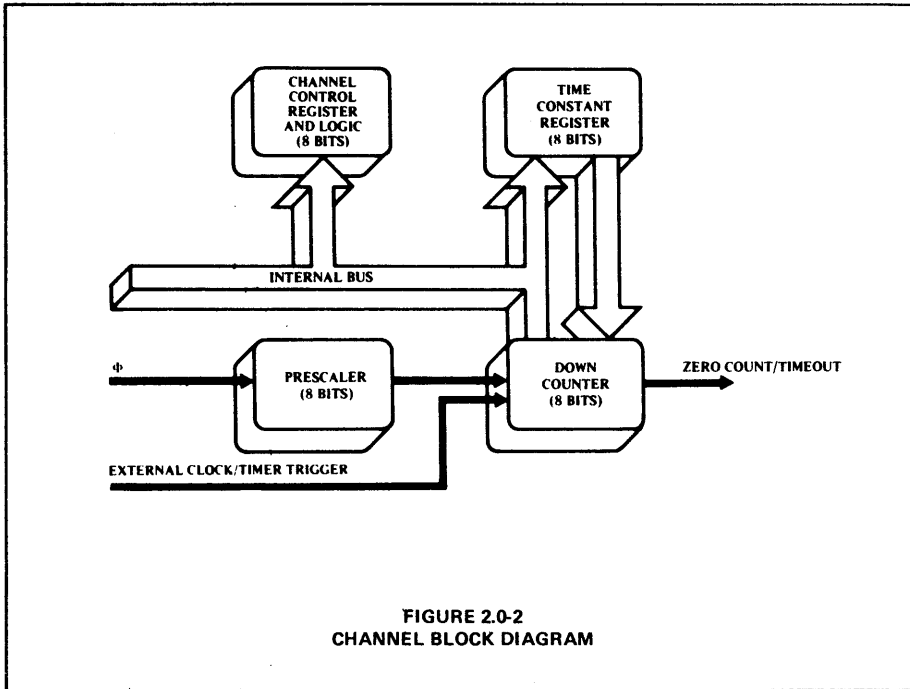 CHANNEL
CONTROL
REGISTER
AND LOGIC
(8 BITS)
TIME
CONSTANT
REGISTER
(8 BITS)
INTERNAL BUS
Φ
PRESCALER
(8 BITS)
DOWN
COUNTER
(8 BITS)
ZERO COUNT/TIMEOUT
EXTERNAL CLOCK/TIMER TRIGGER
FIGURE 2.0-2
CHANNEL BLOCK DIAGRAM